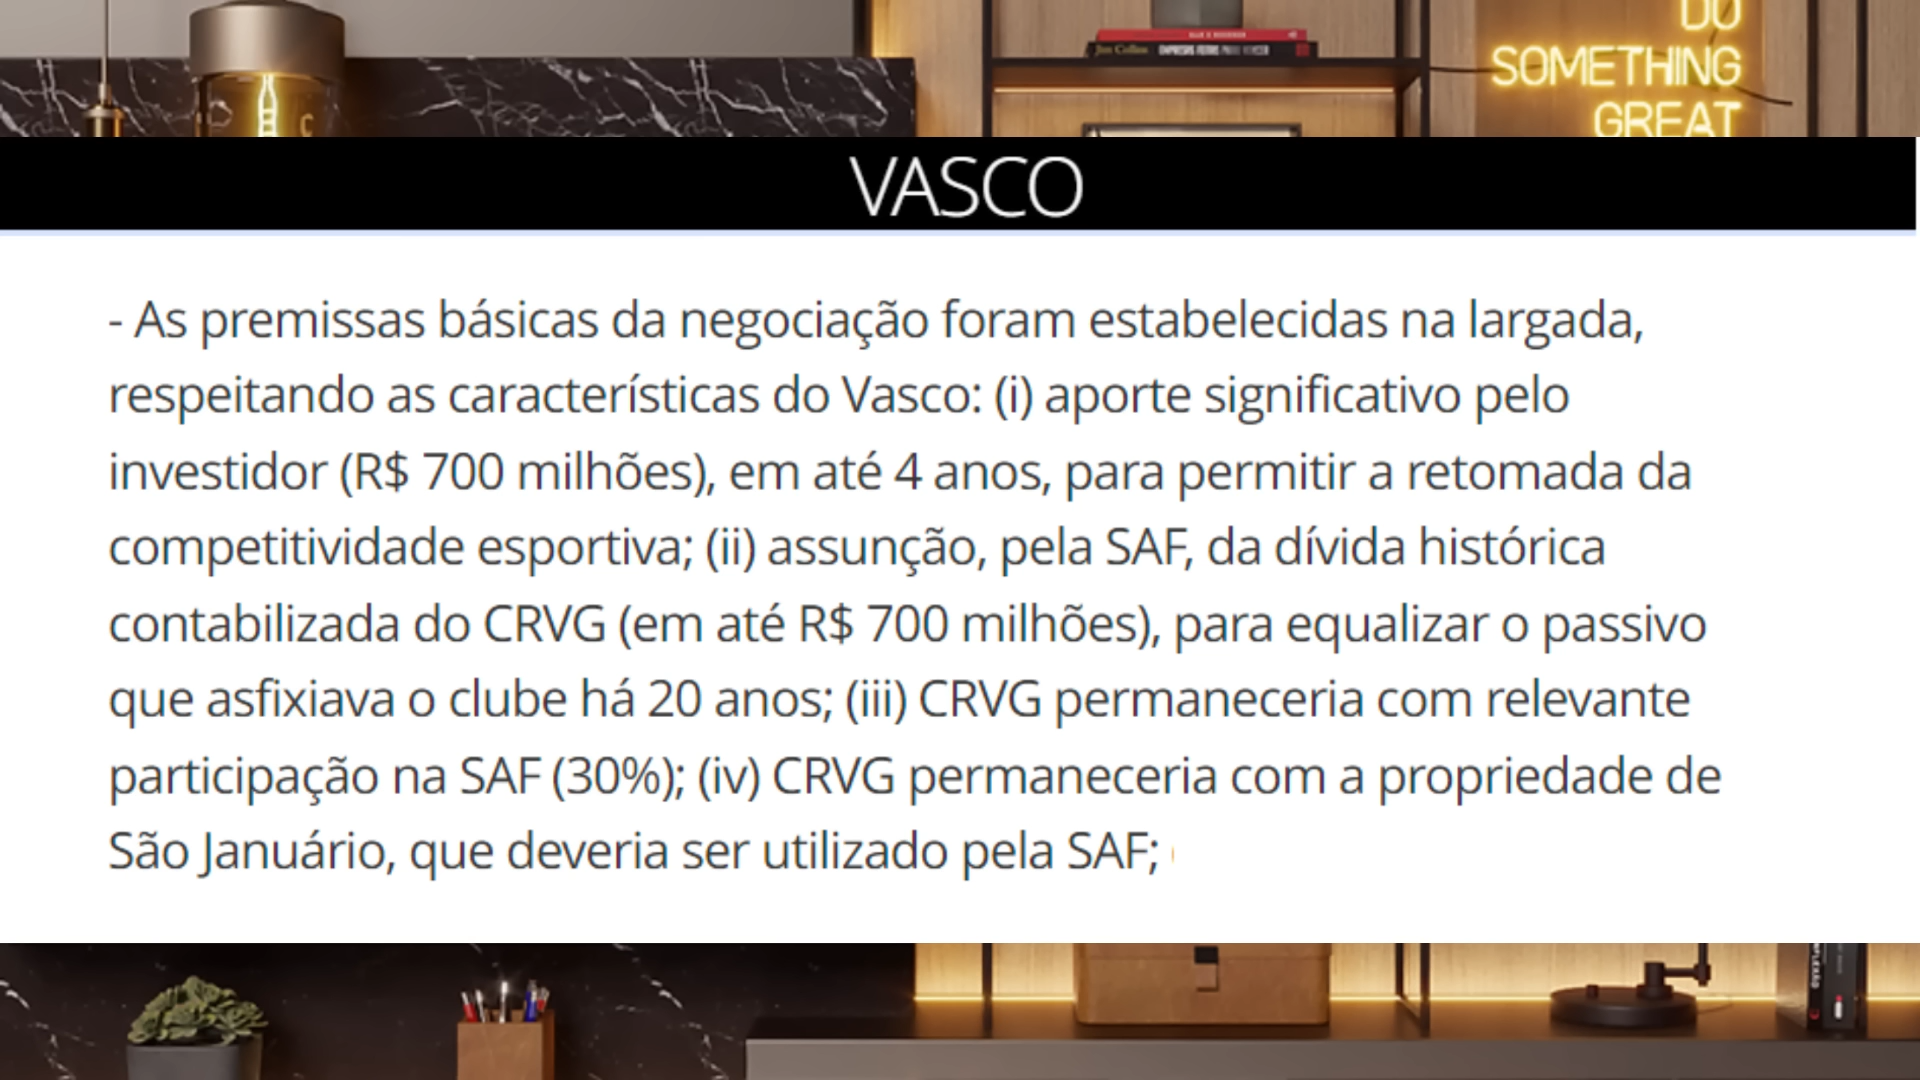 DO
SOMETHING
GREAT
Jim Collins
VASCO
- As premissas básicas da negociação foram estabelecidas na largada,
respeitando as características do Vasco: (i) aporte significativo pelo
investidor (R$ 700 milhões), em até 4 anos, para permitir a retomada da
competitividade esportiva; (ii) assunção, pela SAF, da dívida histórica
contabilizada do CRVG (em até R$ 700 milhões), para equalizar o passivo
que asfixiava o clube há 20 anos; (iii) CRVG permaneceria com relevante
participação na SAF (30%); (iv) CRVG permaneceria com a propriedade de
São Januário, que deveria ser utilizado pela SAF;